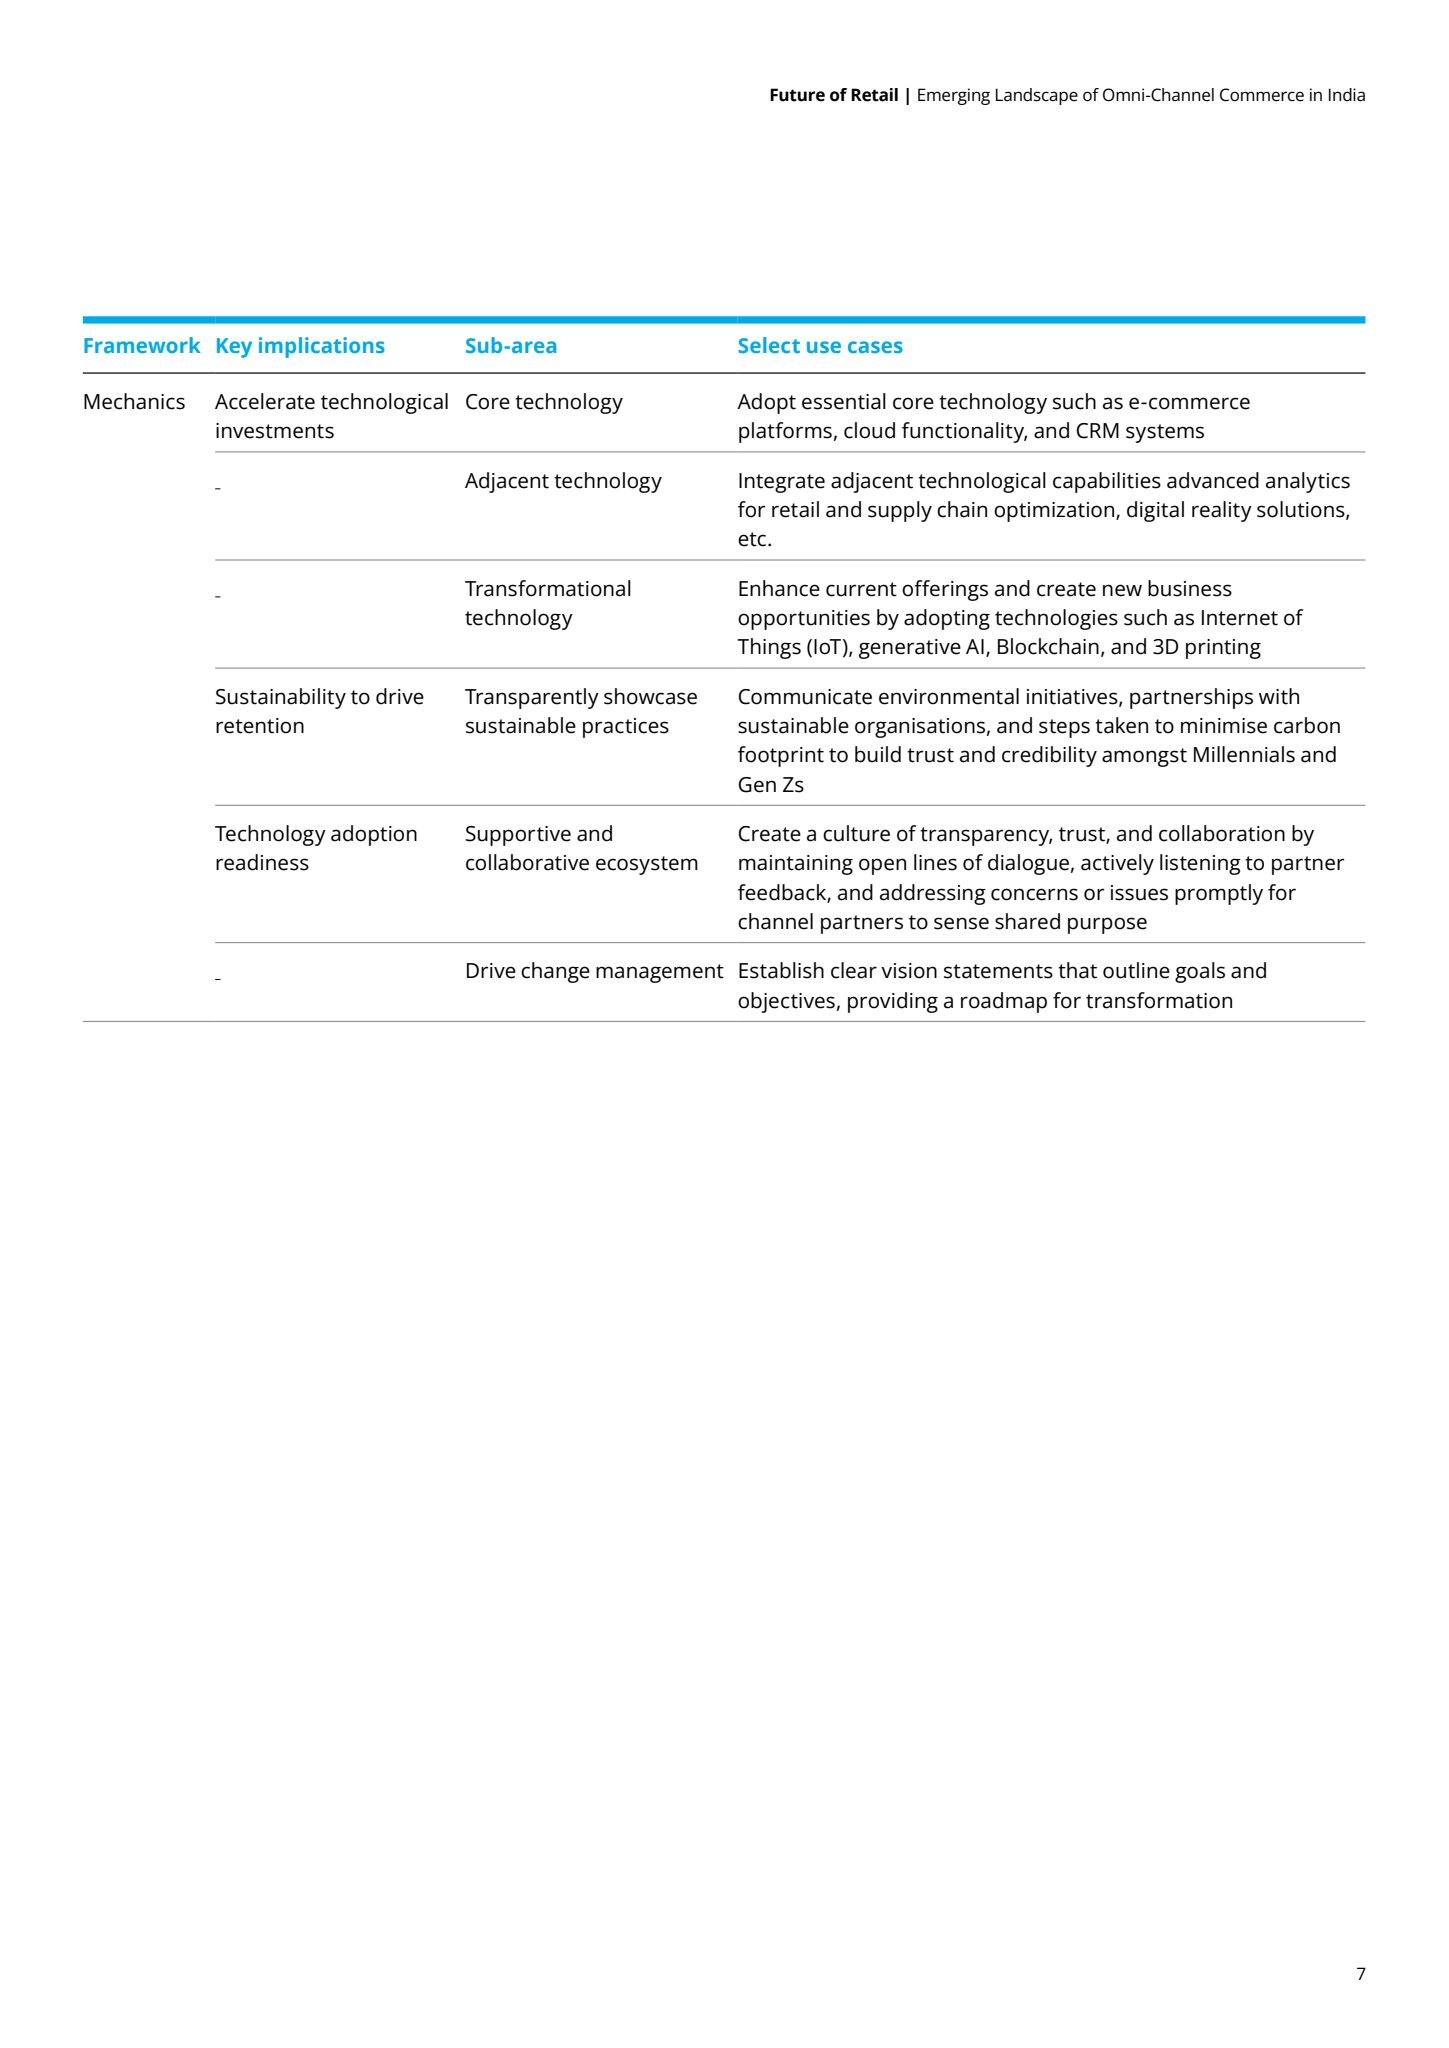 Future of Retail | Emerging Landscape of Omni-Channel Commerce in India
Framework Key implications Sub-area Select use cases
Mechanics Accelerate technological Core technology Adopt essential core technology such as e-commerce
investments platforms, cloud functionality, and CRM systems
- Adjacent technology Integrate adjacent technological capabilities advanced analytics
for retail and supply chain optimization, digital reality solutions,
etc.
- Transformational Enhance current offerings and create new business
technology opportunities by adopting technologies such as Internet of
Things (IoT), generative AI, Blockchain, and 3D printing
Sustainability to drive Transparently showcase Communicate environmental initiatives, partnerships with
retention sustainable practices sustainable organisations, and steps taken to minimise carbon
footprint to build trust and credibility amongst Millennials and
Gen Zs
Technology adoption Supportive and Create a culture of transparency, trust, and collaboration by
readiness collaborative ecosystem maintaining open lines of dialogue, actively listening to partner
feedback, and addressing concerns or issues promptly for
channel partners to sense shared purpose
- Drive change management Establish clear vision statements that outline goals and
objectives, providing a roadmap for transformation
7